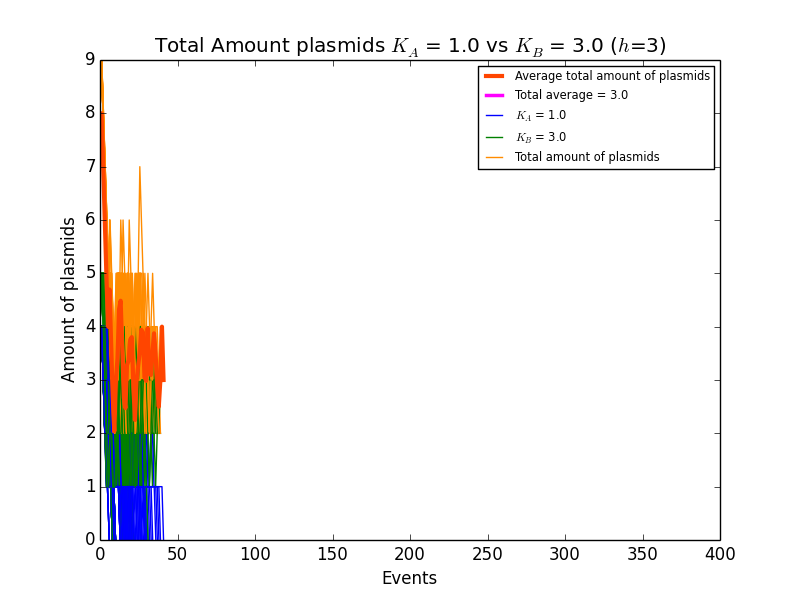 Total Amount plasmids K_A = 1.0 vs K_B = 3.0 (h=3)
Average total amount of plasmids
Total average = 3.0
K_A = 1.0
K_B = 3.0
Total amount of plasmids
Amount of plasmids
9
8
7
6
5
4
3
2
1
0
0 50 100 150 200 250 300 350 400
Events